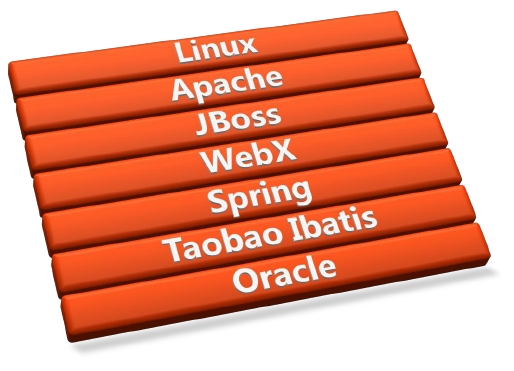 Linux
Apache
JBoss
WebX
Spring
Taobao Ibatis
Oracle